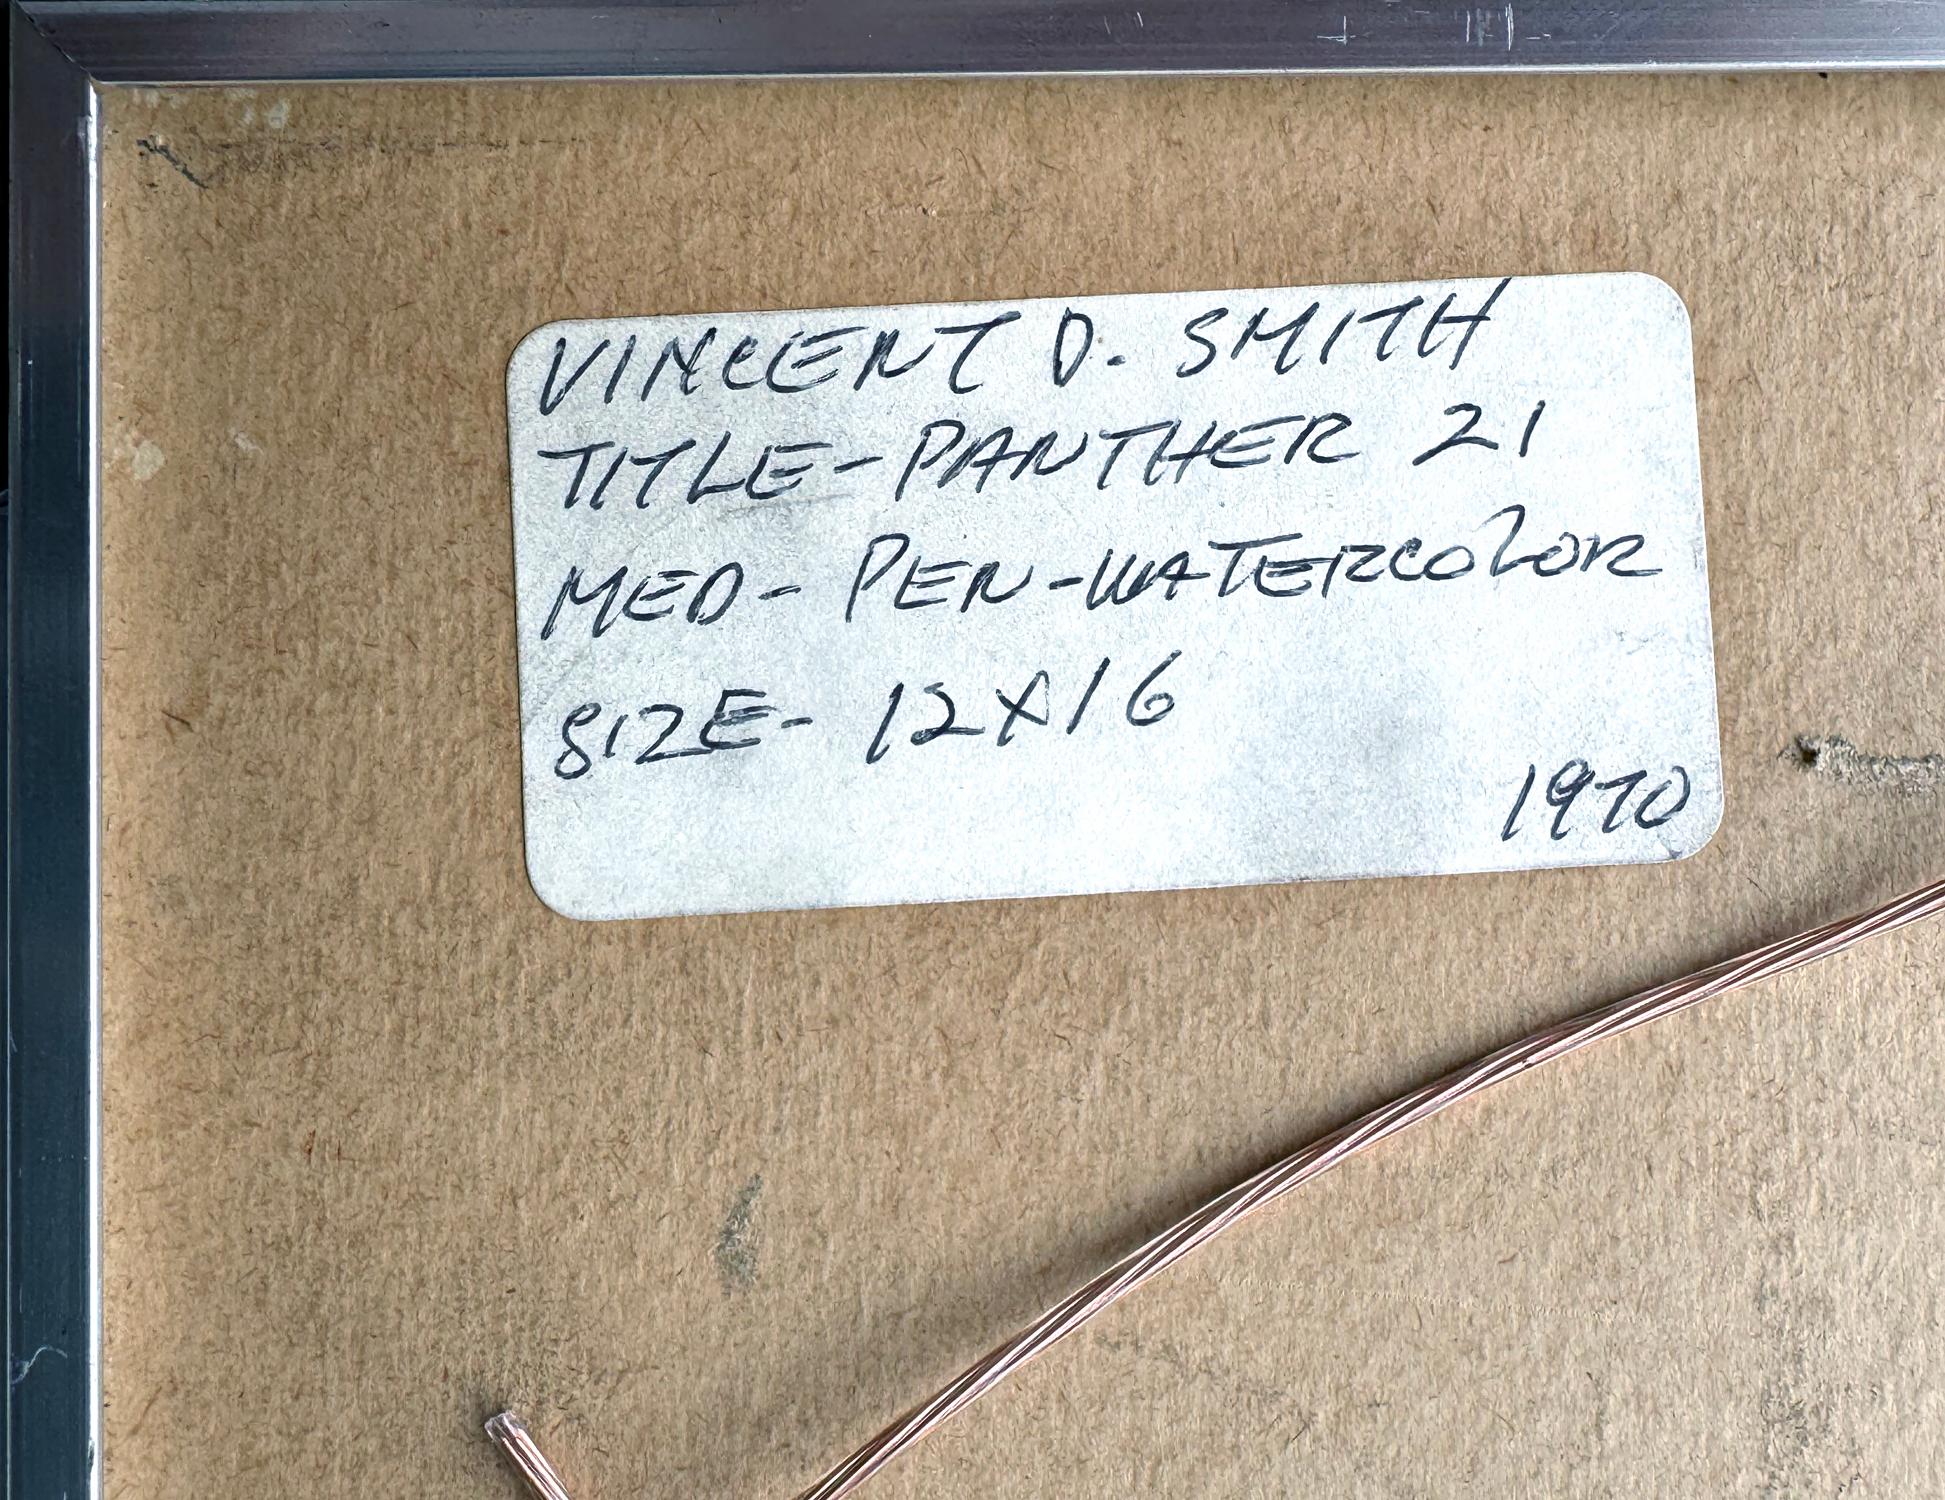 VINCENT D. SMITH
TITLE-PANTHER 21
MED- PEN-WATERCOLOR
SIZE- 12X16
1970